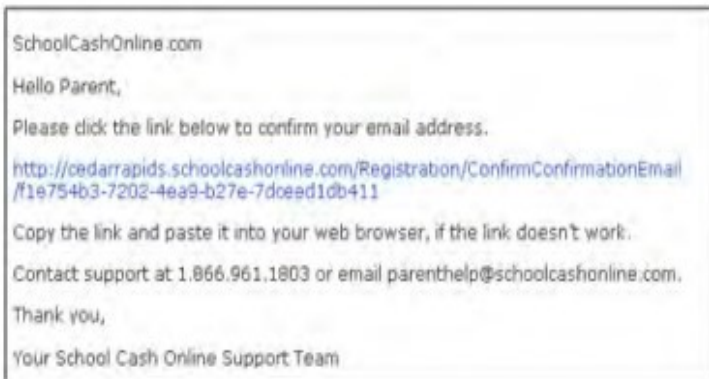 SchoolCashOnline.com
Hello Parent,
Please click the link below to confirm your email address.
http://cedarrapids.schoolcashonline.com/Registration/ConfirmConfirmationEmail
/f1e754b3-7202-4ea9-b27e-7dceed1db411
Copy the link and paste it into your web browser, if the link doesn't work.
Contact support at 1.866.961.1803 or email parenthelp@schoolcashonline.com.
Thank you,
Your School Cash Online Support Team